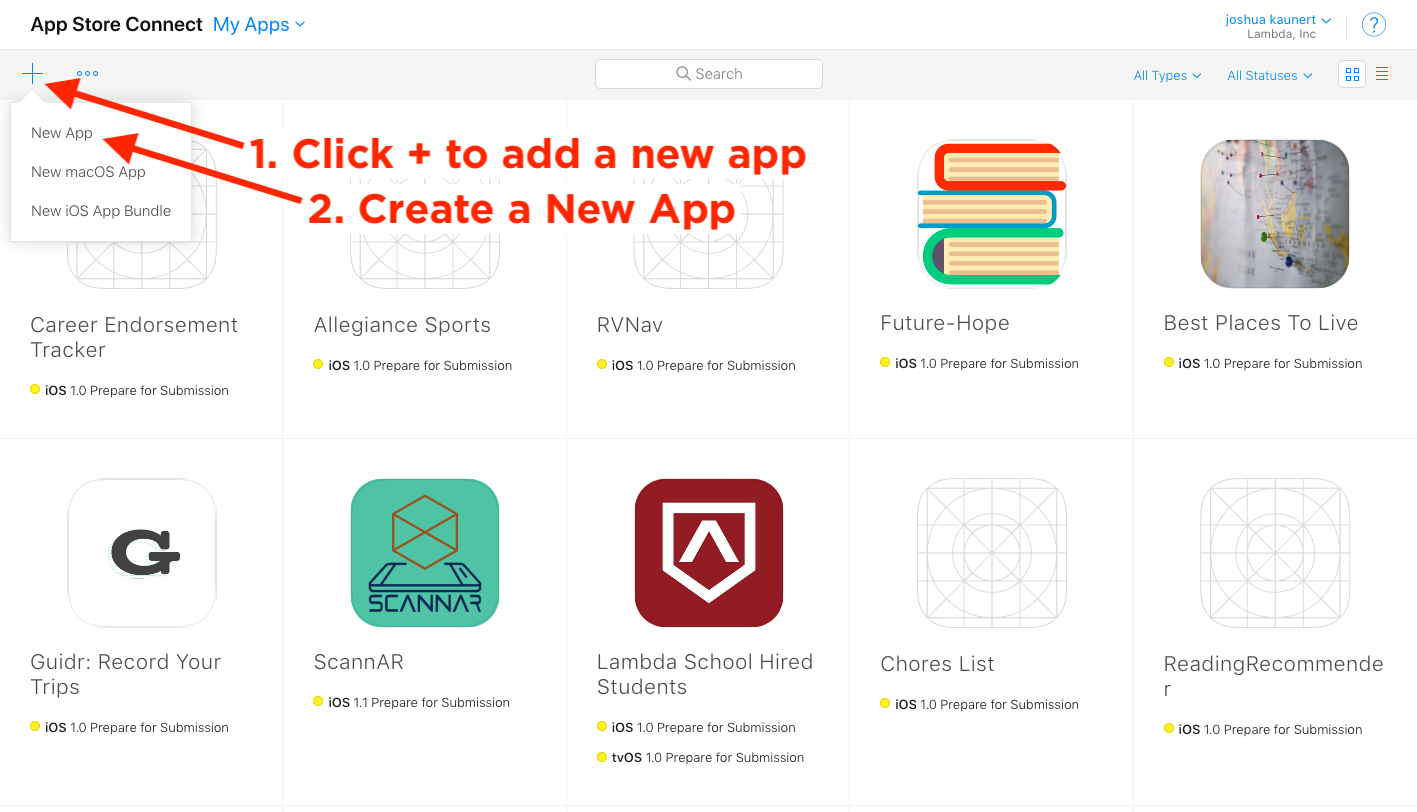 App Store Connect My Apps
joshua kaunert
Lambda, Inc
?
Search
All Types
All Statuses
New App
New macOS App
New iOS App Bundle
1. Click + to add a new app
2. Create a New App
Career Endorsement
Tracker
iOS 1.0 Prepare for Submission
Allegiance Sports
iOS 1.0 Prepare for Submission
RVNav
iOS 1.0 Prepare for Submission
Future-Hope
iOS 1.0 Prepare for Submission
Best Places To Live
iOS 1.0 Prepare for Submission
G
Guidr: Record Your
Trips
iOS 1.0 Prepare for Submission
SCANNAR
ScannAR
iOS 1.1 Prepare for Submission
Lambda School Hired
Students
iOS 1.0 Prepare for Submission
tvOS 1.0 Prepare for Submission
Chores List
iOS 1.0 Prepare for Submission
ReadingRecommende
r
iOS 1.0 Prepare for Submission